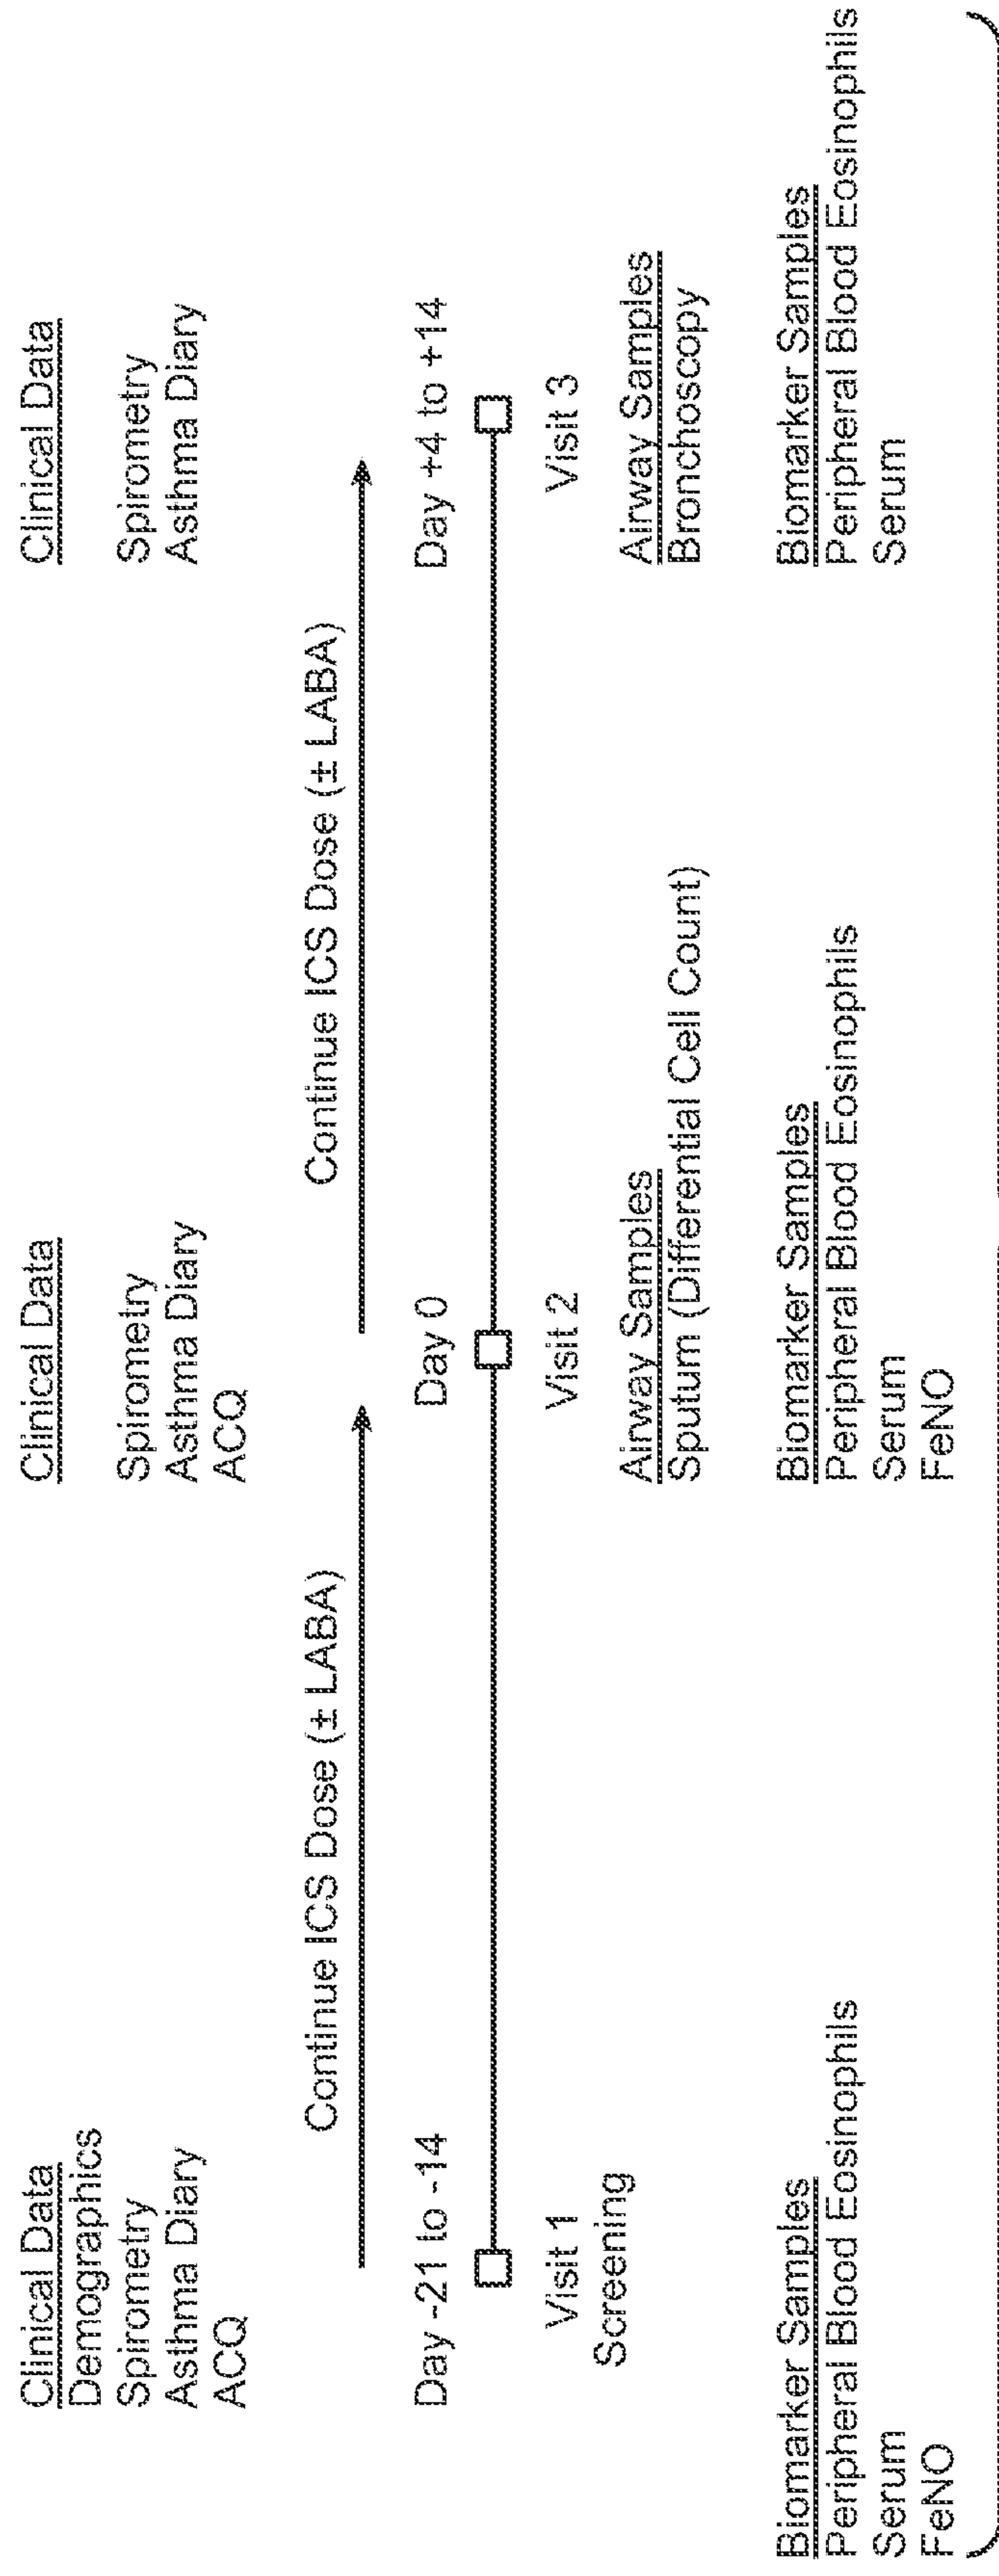 Clinical Data
Demographics
Spirometry
Asthma Diary
ACQ
Clinical Data
Spirometry
Asthma Diary
ACQ
Clinical Data
Spirometry
Asthma Diary
Continue ICS Dose (± LABA)
Continue ICS Dose (± LABA)
Day -21 to -14
Day 0
Day +4 to +14
Visit 1
Screening
Visit 2
Visit 3
Airway Samples
Sputum (Differential Cell Count)
Airway Samples
Bronchoscopy
Biomarker Samples
Peripheral Blood Eosinophils
Serum
FeNO
Biomarker Samples
Peripheral Blood Eosinophils
Serum
FeNO
Biomarker Samples
Peripheral Blood Eosinophils
Serum